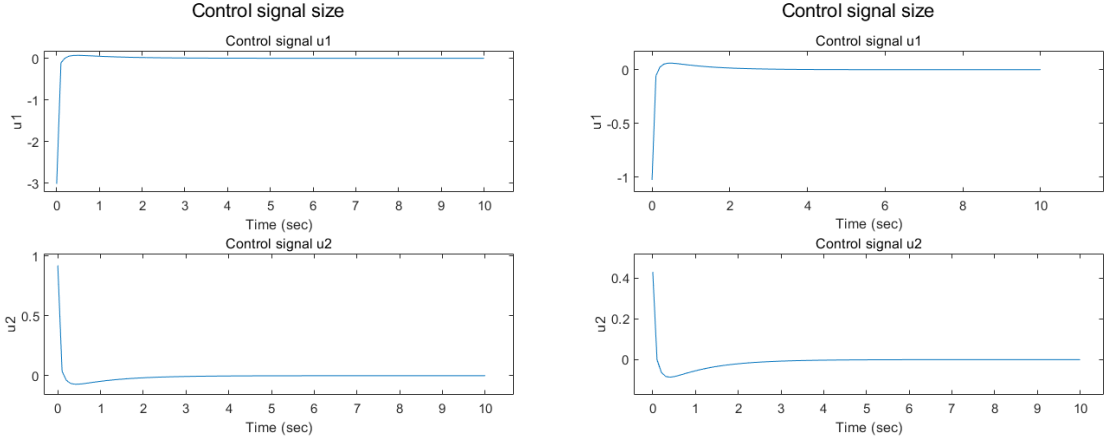 Control signal size
Control signal u1
0
-1
-2
-3
u1
0 1 2 3 4 5 6 7 8 9 10
Time (sec)
Control signal u2
1
0.5
0
u2
0 1 2 3 4 5 6 7 8 9 10
Time (sec)
Control signal size
Control signal u1
0
-0.5
-1
u1
0 2 4 6 8 10
Time (sec)
Control signal u2
0.4
0.2
0
u2
0 1 2 3 4 5 6 7 8 9 10
Time (sec)